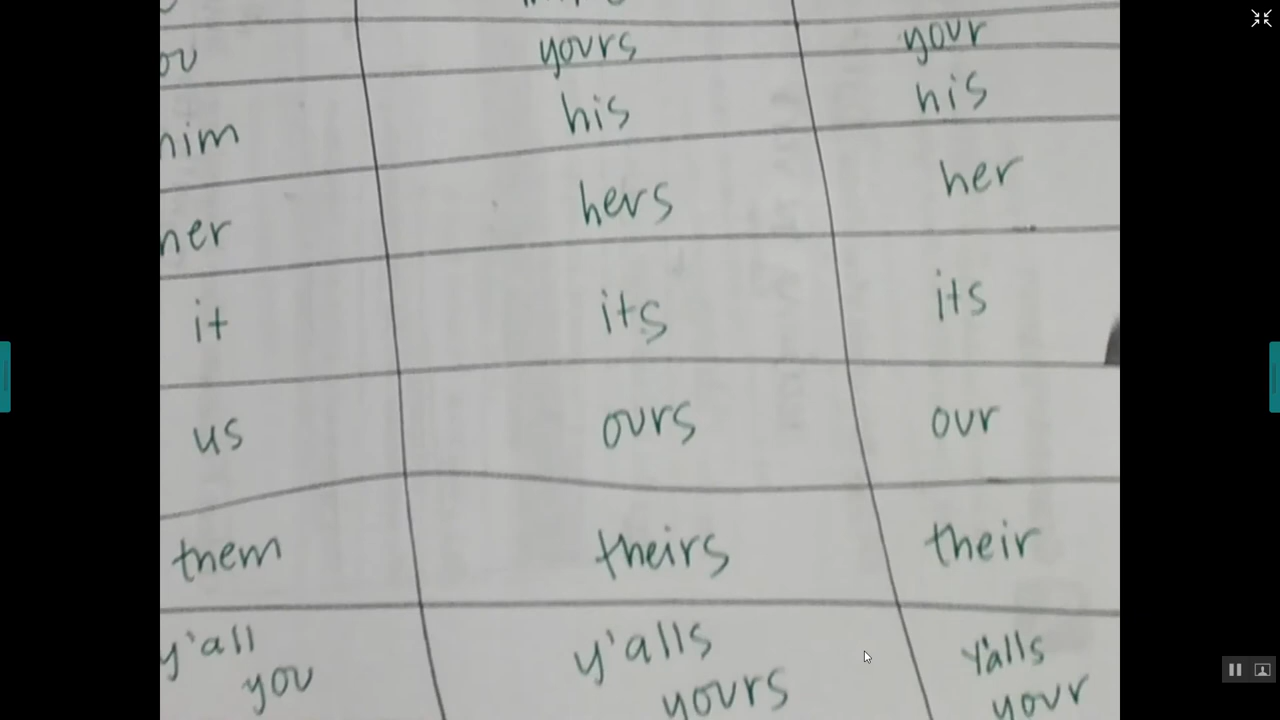 yours your
his his
him
hers her
her
it its its
us ours our
them theirs their
y'all y'alls y'alls
you yours your